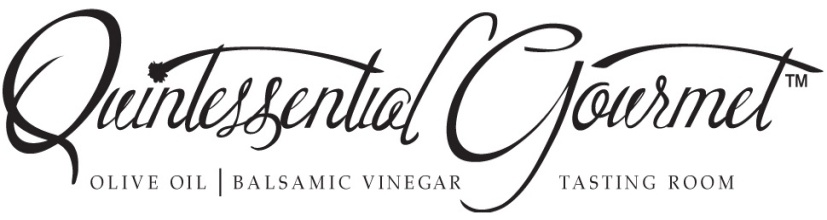 Quintessential Gourmet™
OLIVE OIL | BALSAMIC VINEGAR TASTING ROOM